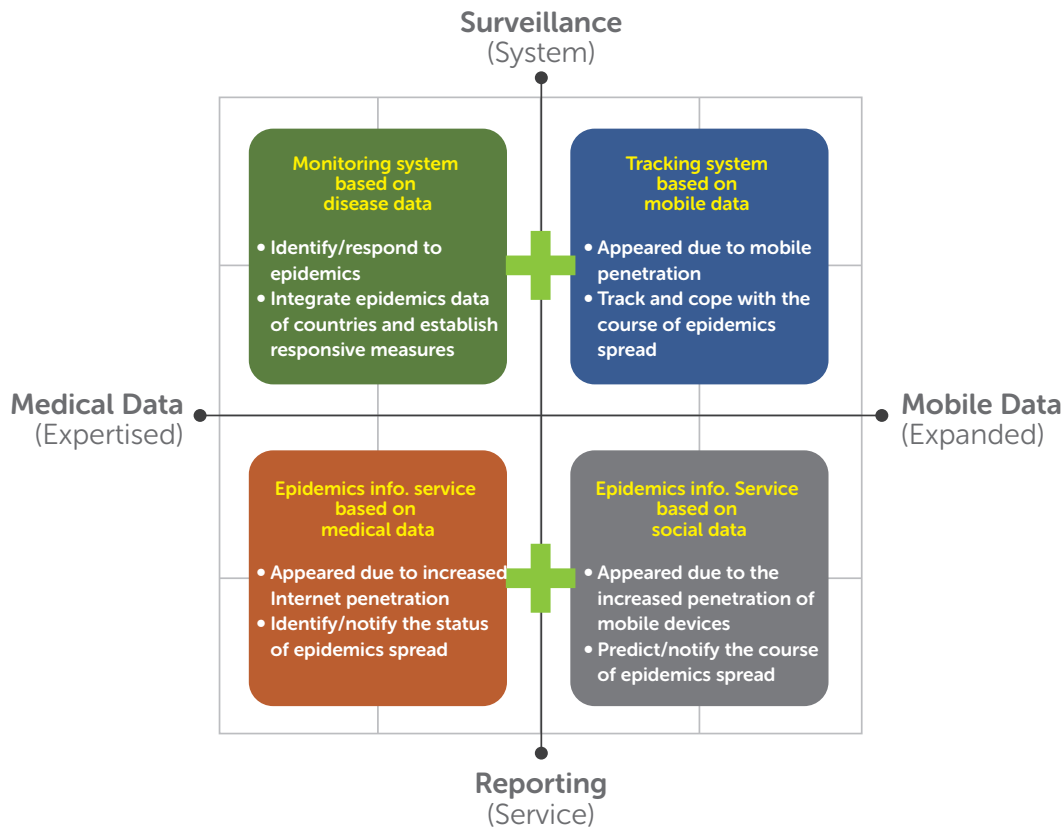 Surveillance
(System)
Monitoring system
based on
disease data
• Identify/respond to
epidemics
• Integrate epidemics data
of countries and establish
responsive measures
Tracking system
based on
mobile data
• Appeared due to mobile
penetration
• Track and cope with the
course of epidemics
spread
Medical Data
(Expertised)
Mobile Data
(Expanded)
Epidemics info. service
based on
medical data
• Appeared due to increased
Internet penetration
• Identify/notify the status
of epidemics spread
Epidemics info. Service
based on
social data
• Appeared due to the
increased penetration of
mobile devices
• Predict/notify the course
of epidemics spread
Reporting
(Service)